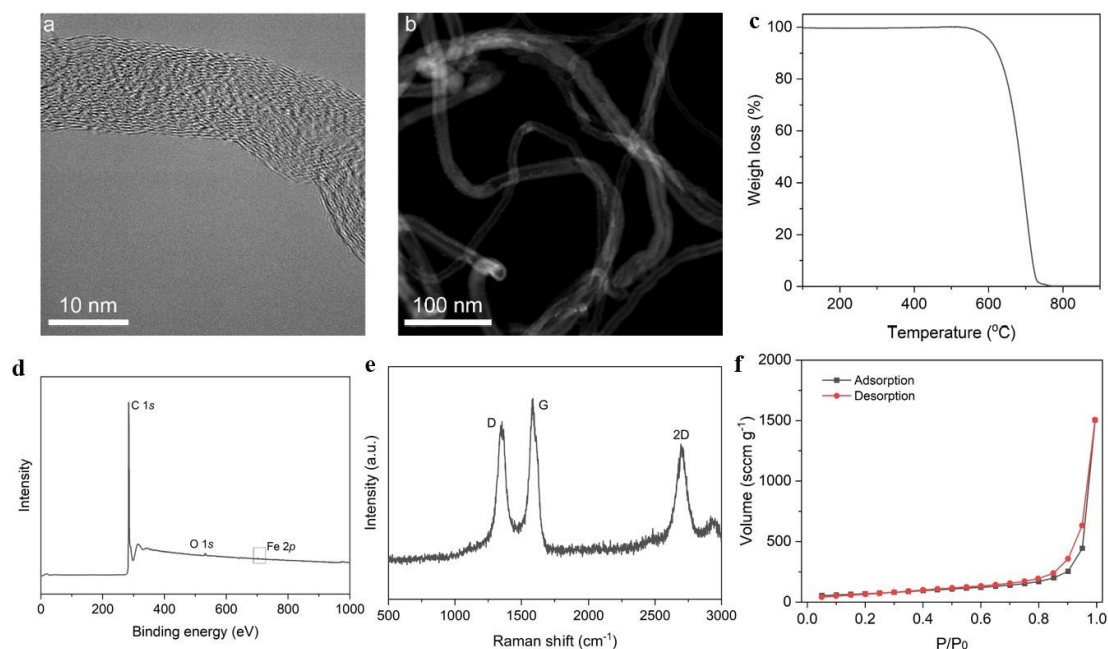 a
10 nm
b
100 nm
c
Weigh loss (%)
100
80
60
40
20
0
200 400 600 800
Temperature (°C)
d
Intensity
C 1s
O 1s
Fe 2p
0 200 400 600 800 1000
Binding energy (eV)
e
Intensity (a.u.)
D
G
2D
500 1000 1500 2000 2500 3000
Raman shift (cm⁻¹)
f
Volume (sccm g⁻¹)
2000
1500
1000
500
0
Adsorption
Desorption
0.0 0.2 0.4 0.6 0.8 1.0
P/P₀